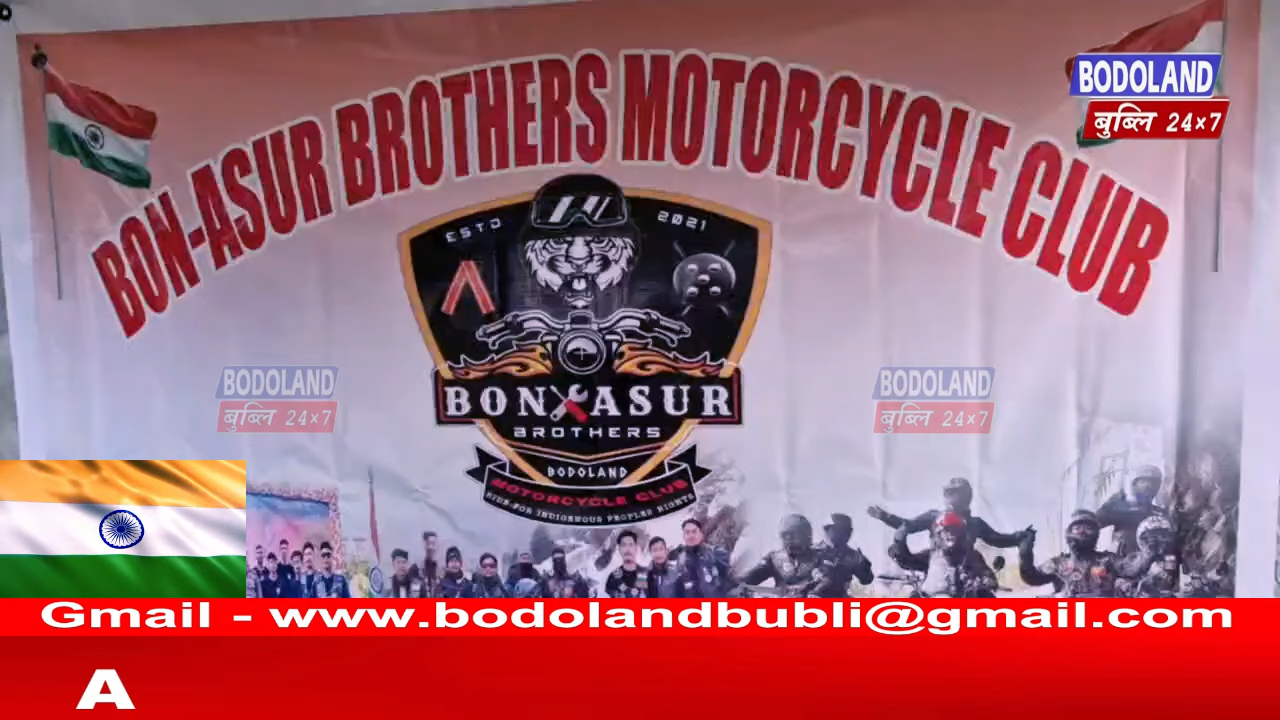 BON-ASUR BROTHERS MOTORCYCLE CLUB
BODOLAND
बुब्लि 24×7
ESTD 2021
BODOLAND
बुब्लि 24×7
BODOLAND
बुब्लि 24×7
BON ASUR
BROTHERS
BODOLAND
MOTORCYCLE CLUB
RIDE FOR INDIGENOUS PEOPLES RIGHTS
Gmail - www.bodolandbubli@gmail.com
A